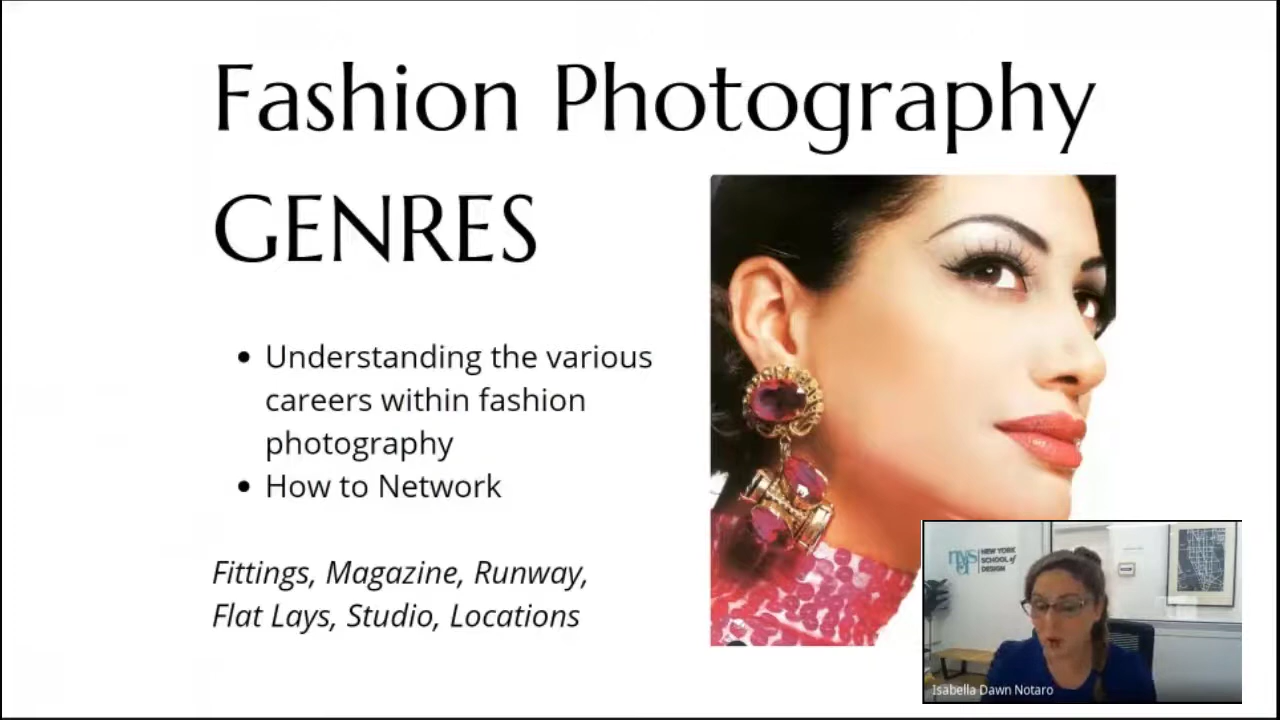 Fashion Photography
GENRES
• Understanding the various
careers within fashion
photography
• How to Network
Fittings, Magazine, Runway,
Flat Lays, Studio, Locations
nysd
NEW YORK
SCHOOL of
DESIGN
Isabella Dawn Notaro